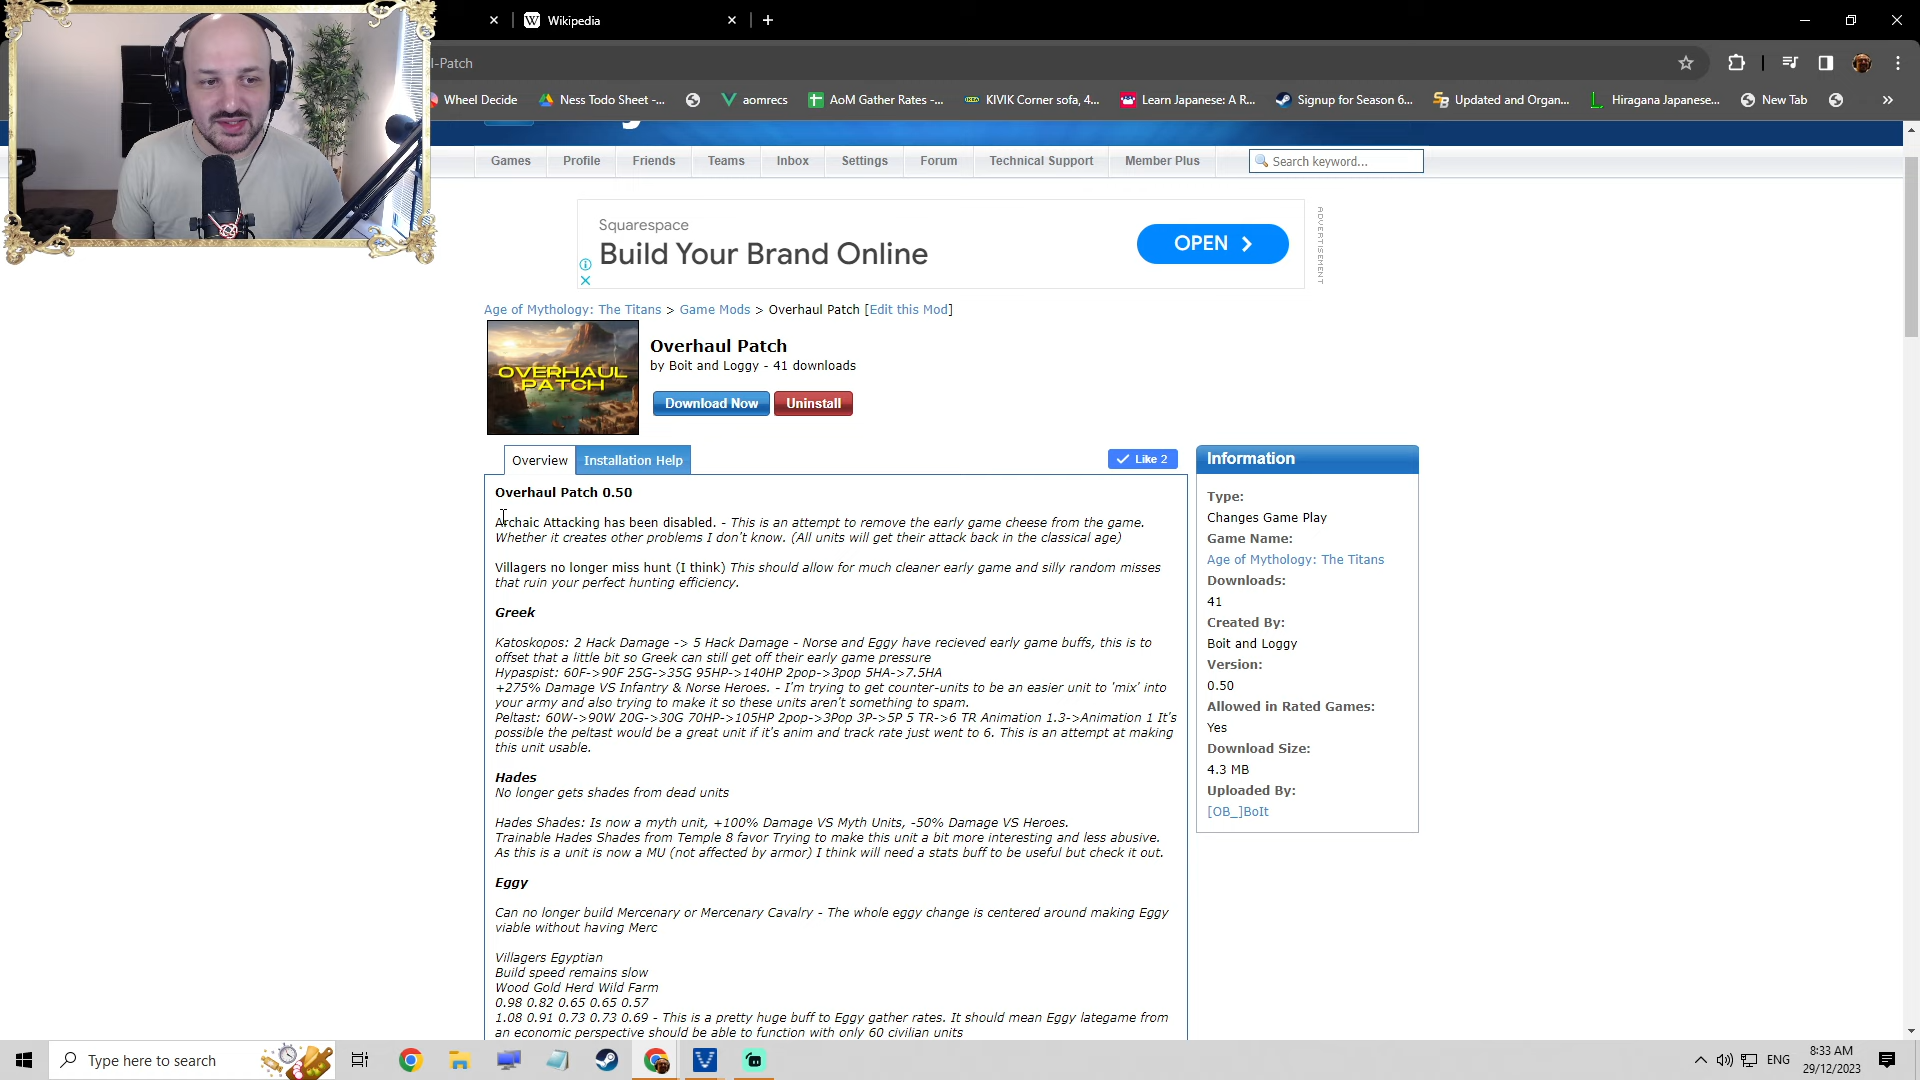 Wikipedia
l-Patch
Wheel Decide
Ness Todo Sheet -...
aomrecs
AoM Gather Rates -...
KIVIK Corner sofa, 4...
Learn Japanese: A R...
Signup for Season 6...
Updated and Organ...
Hiragana Japanese...
New Tab
Games
Profile
Friends
Teams
Inbox
Settings
Forum
Technical Support
Member Plus
Search keyword...
Squarespace
Build Your Brand Online
OPEN
ADVERTISEMENT
Age of Mythology: The Titans > Game Mods > Overhaul Patch [Edit this Mod]
OVERHAUL
PATCH
Overhaul Patch
by Boit and Loggy - 41 downloads
Download Now
Uninstall
Overview
Installation Help
Like 2
Overhaul Patch 0.50
Archaic Attacking has been disabled. - This is an attempt to remove the early game cheese from the game.
Whether it creates other problems I don't know. (All units will get their attack back in the classical age)
Villagers no longer miss hunt (I think) This should allow for much cleaner early game and silly random misses
that ruin your perfect hunting efficiency.
Greek
Katoskopos: 2 Hack Damage -> 5 Hack Damage - Norse and Eggy have recieved early game buffs, this is to
offset that a little bit so Greek can still get off their early game pressure
Hypaspist: 60F->90F 25G->35G 95HP->140HP 2pop->3pop 5HA->7.5HA
+275% Damage VS Infantry & Norse Heroes. - I'm trying to get counter-units to be an easier unit to 'mix' into
your army and also trying to make it so these units aren't something to spam.
Peltast: 60W->90W 20G->30G 70HP->105HP 2pop->3Pop 3P->5P 5 TR->6 TR Animation 1.3->Animation 1 It's
possible the peltast would be a great unit if it's anim and track rate just went to 6. This is an attempt at making
this unit usable.
Hades
No longer gets shades from dead units
Hades Shades: Is now a myth unit, +100% Damage VS Myth Units, -50% Damage VS Heroes.
Trainable Hades Shades from Temple 8 favor Trying to make this unit a bit more interesting and less abusive.
As this is a unit is now a MU (not affected by armor) I think will need a stats buff to be useful but check it out.
Eggy
Can no longer build Mercenary or Mercenary Cavalry - The whole eggy change is centered around making Eggy
viable without having Merc
Villagers Egyptian
Build speed remains slow
Wood Gold Herd Wild Farm
0.98 0.82 0.65 0.65 0.57
1.08 0.91 0.73 0.73 0.69 - This is a pretty huge buff to Eggy gather rates. It should mean Eggy lategame from
an economic perspective should be able to function with only 60 civilian units
Information
Type:
Changes Game Play
Game Name:
Age of Mythology: The Titans
Downloads:
41
Created By:
Boit and Loggy
Version:
0.50
Allowed in Rated Games:
Yes
Download Size:
4.3 MB
Uploaded By:
[OB_]BoIt
Type here to search
ENG
8:33 AM
29/12/2023